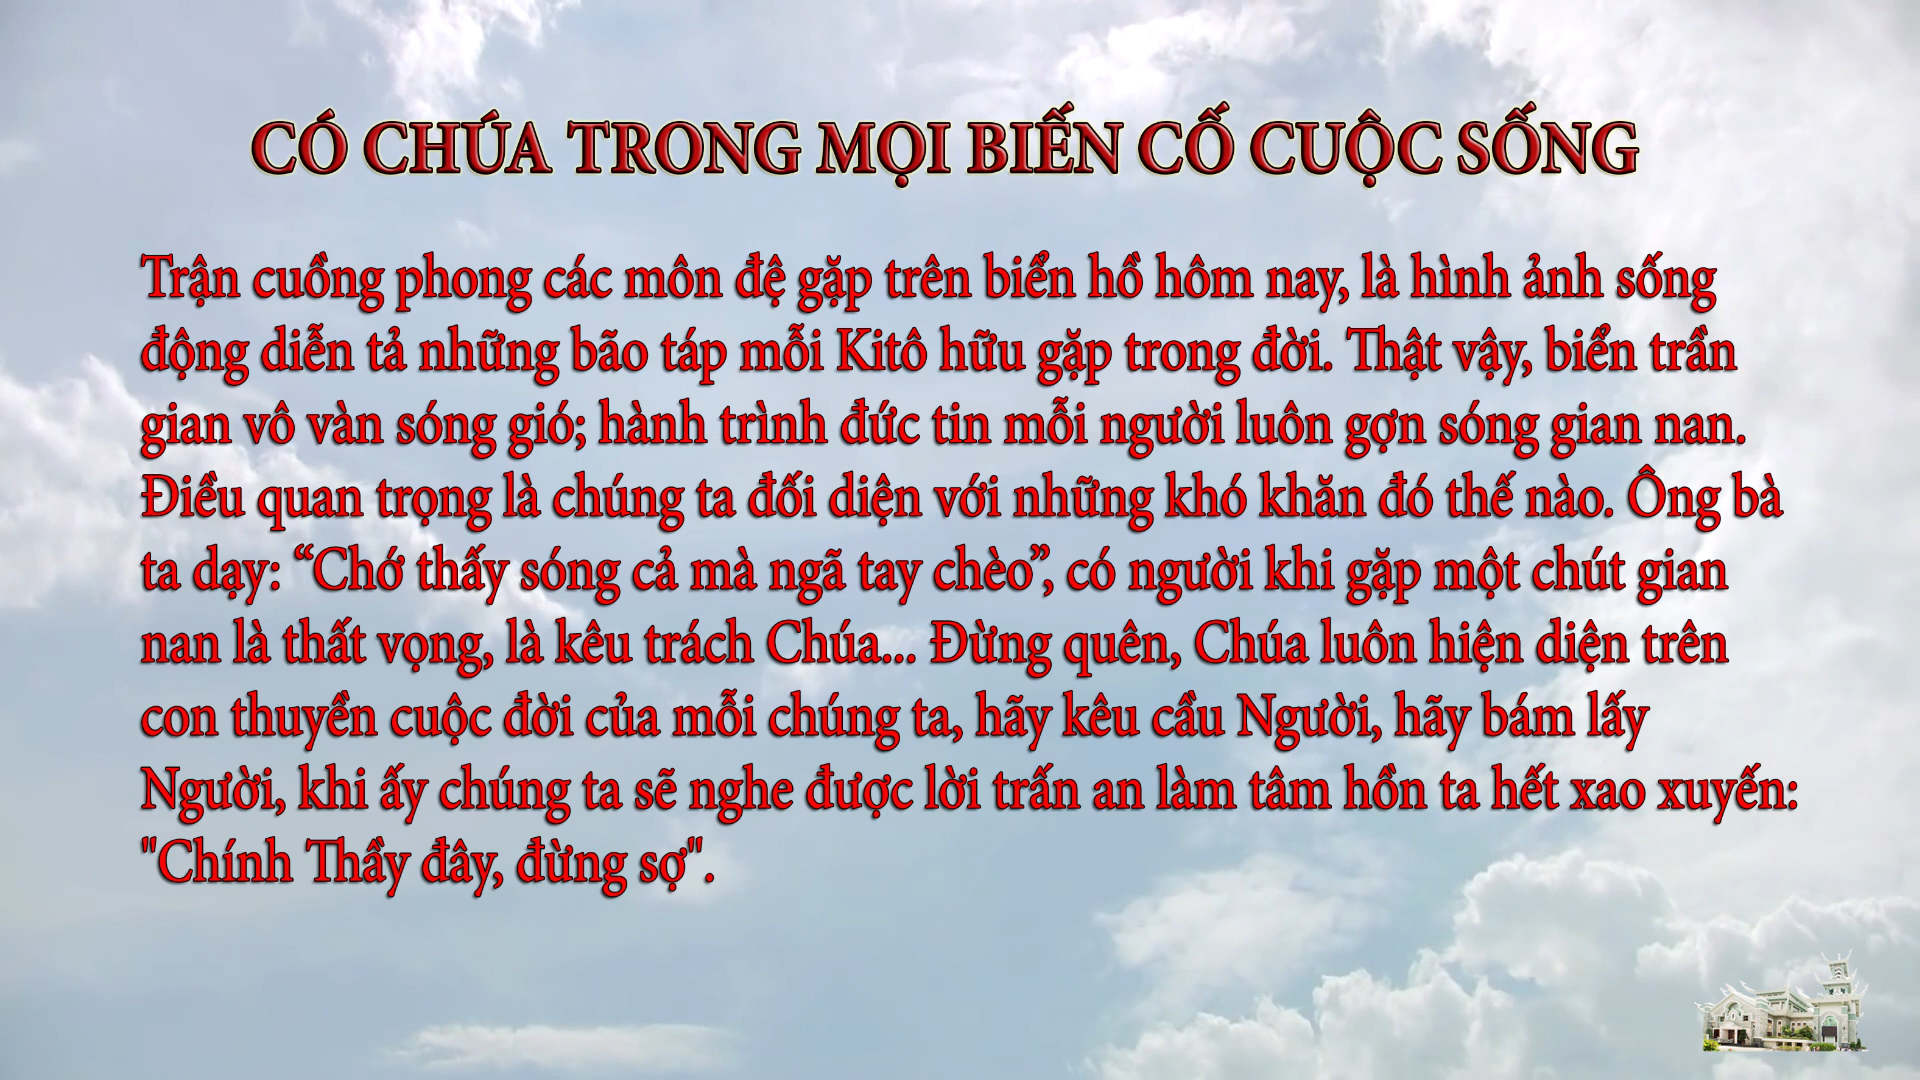 CÓ CHÚA TRONG MỌI BIẾN CỐ CUỘC SỐNG
Trận cuồng phong các môn đệ gặp trên biển hồ hôm nay, là hình ảnh sống
động diễn tả những bão táp mỗi Kitô hữu gặp trong đời. Thật vậy, biển trần
gian vô vàn sóng gió; hành trình đức tin mỗi người luôn gợn sóng gian nan.
Điều quan trọng là chúng ta đối diện với những khó khăn đó thế nào. Ông bà
ta dạy: “Chớ thấy sóng cả mà ngã tay chèo”, có người khi gặp một chút gian
nan là thất vọng, là kêu trách Chúa... Đừng quên, Chúa luôn hiện diện trên
con thuyền cuộc đời của mỗi chúng ta, hãy kêu cầu Người, hãy bám lấy
Người, khi ấy chúng ta sẽ nghe được lời trấn an làm tâm hồn ta hết xao xuyến:
"Chính Thầy đây, đừng sợ".